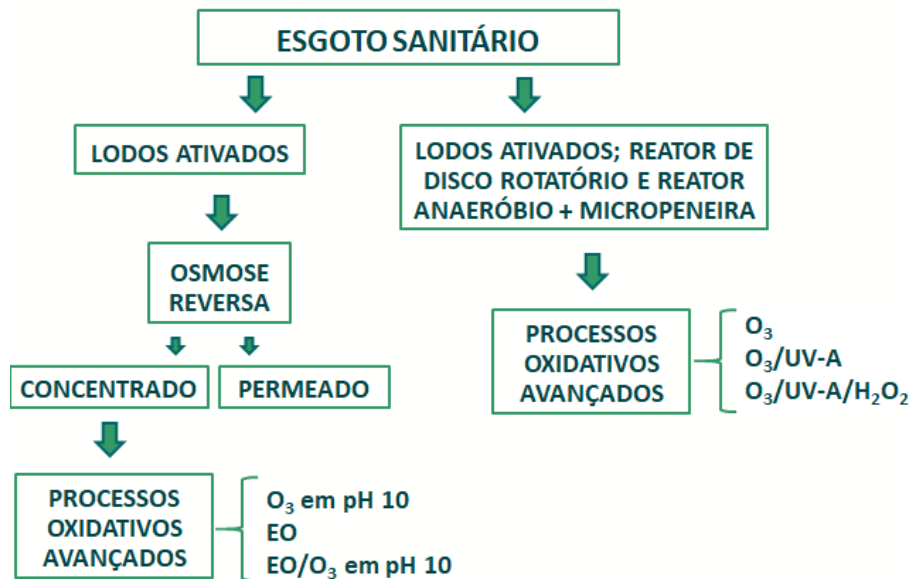 ESGOTO SANITÁRIO
LODOS ATIVADOS
OSMOSE
REVERSA
CONCENTRADO
PERMEADO
PROCESSOS
OXIDATIVOS
AVANÇADOS
O₃ em pH 10
EO
EO/O₃ em pH 10
LODOS ATIVADOS; REATOR DE
DISCO ROTATÓRIO E REATOR
ANAERÓBIO + MICROPENEIRA
PROCESSOS
OXIDATIVOS
AVANÇADOS
O₃
O₃/UV-A
O₃/UV-A/H₂O₂